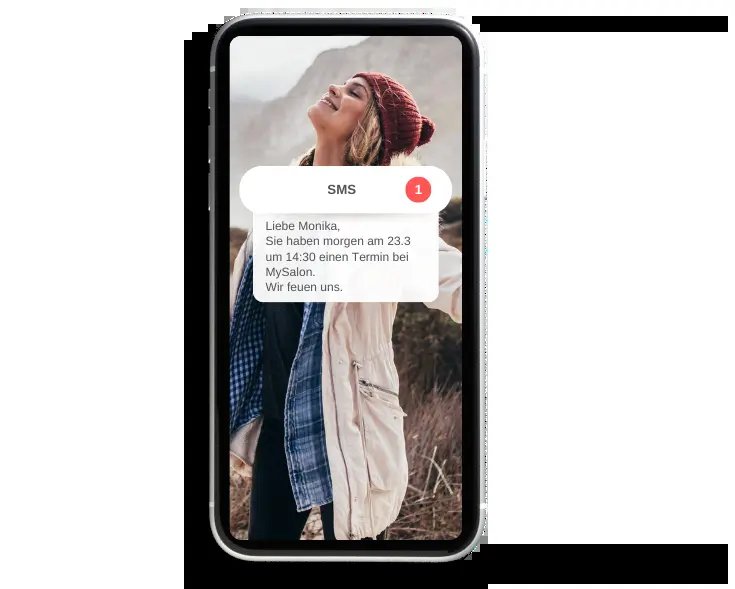 SMS
1
Liebe Monika,
Sie haben morgen am 23.3
um 14:30 einen Termin bei
MySalon.
Wir feuen uns.